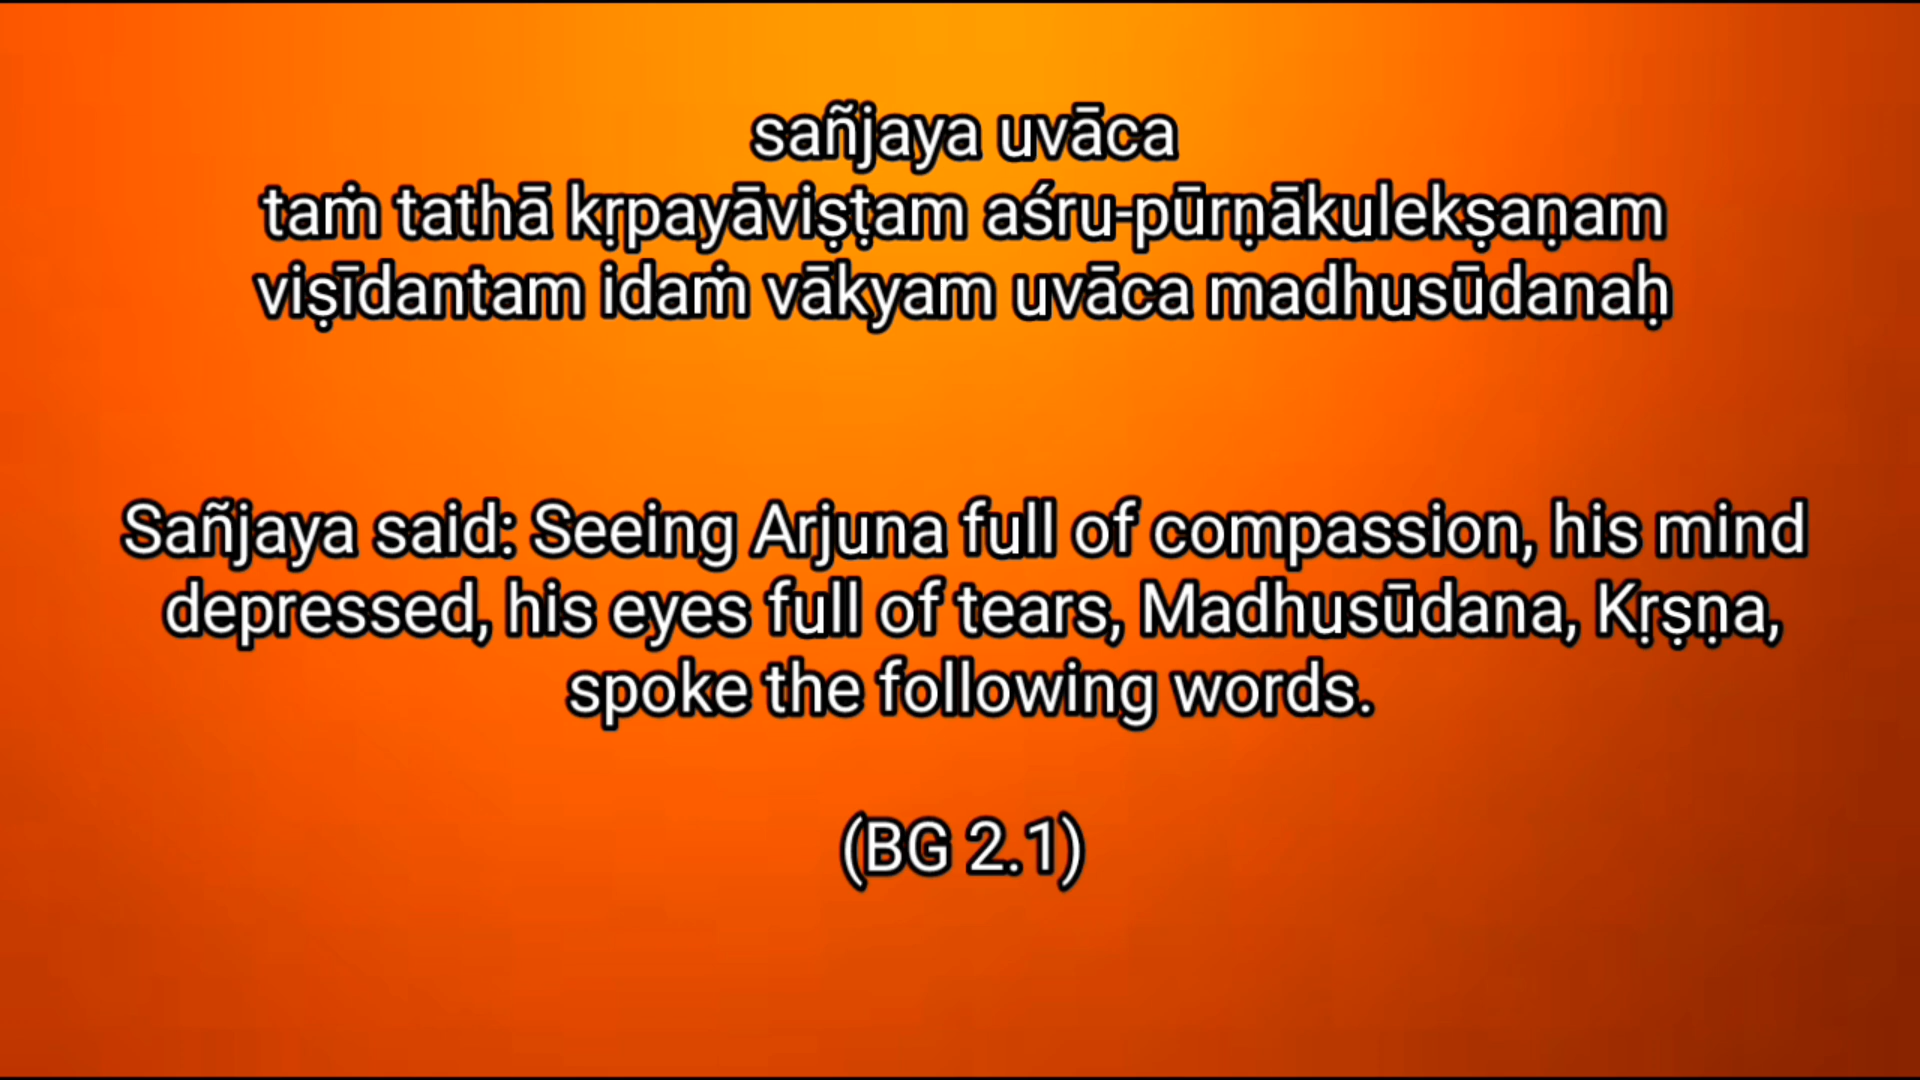 sañjaya uvāca
taṁ tathā kṛpayāviṣṭam aśru-pūrṇākulekṣaṇam
viṣīdantam idaṁ vākyam uvāca madhusūdanaḥ
Sañjaya said: Seeing Arjuna full of compassion, his mind
depressed, his eyes full of tears, Madhusūdana, Kṛṣṇa,
spoke the following words.
(BG 2.1)